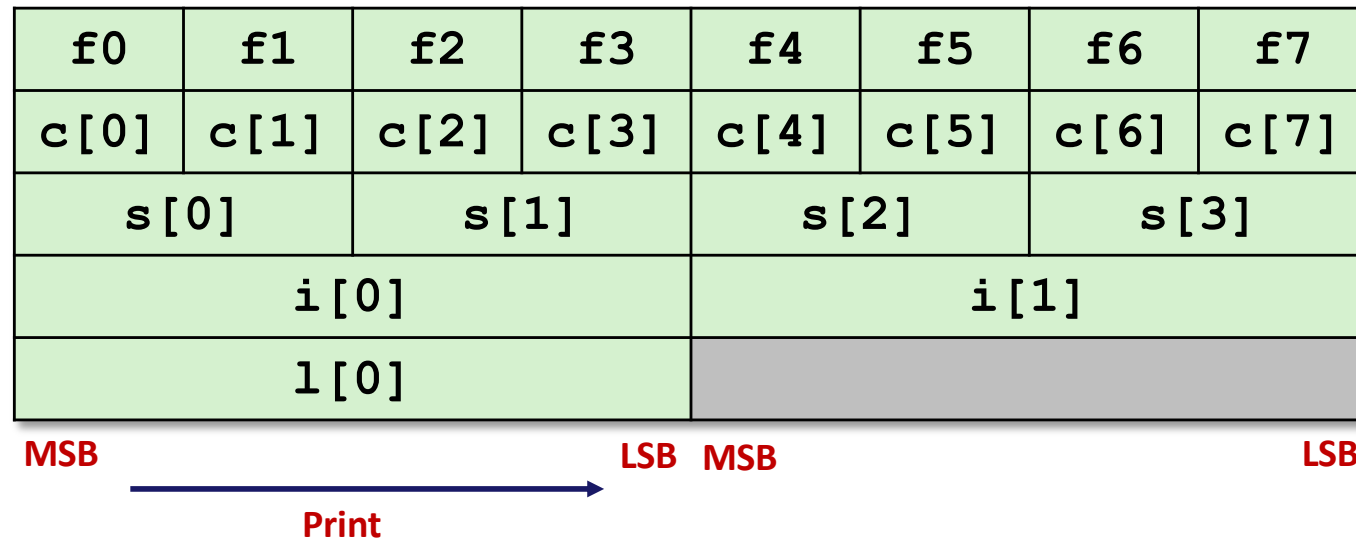 f0 f1 f2 f3 f4 f5 f6 f7
c[0] c[1] c[2] c[3] c[4] c[5] c[6] c[7]
s[0] s[1] s[2] s[3]
i[0] i[1]
l[0]
MSB LSB MSB LSB
Print